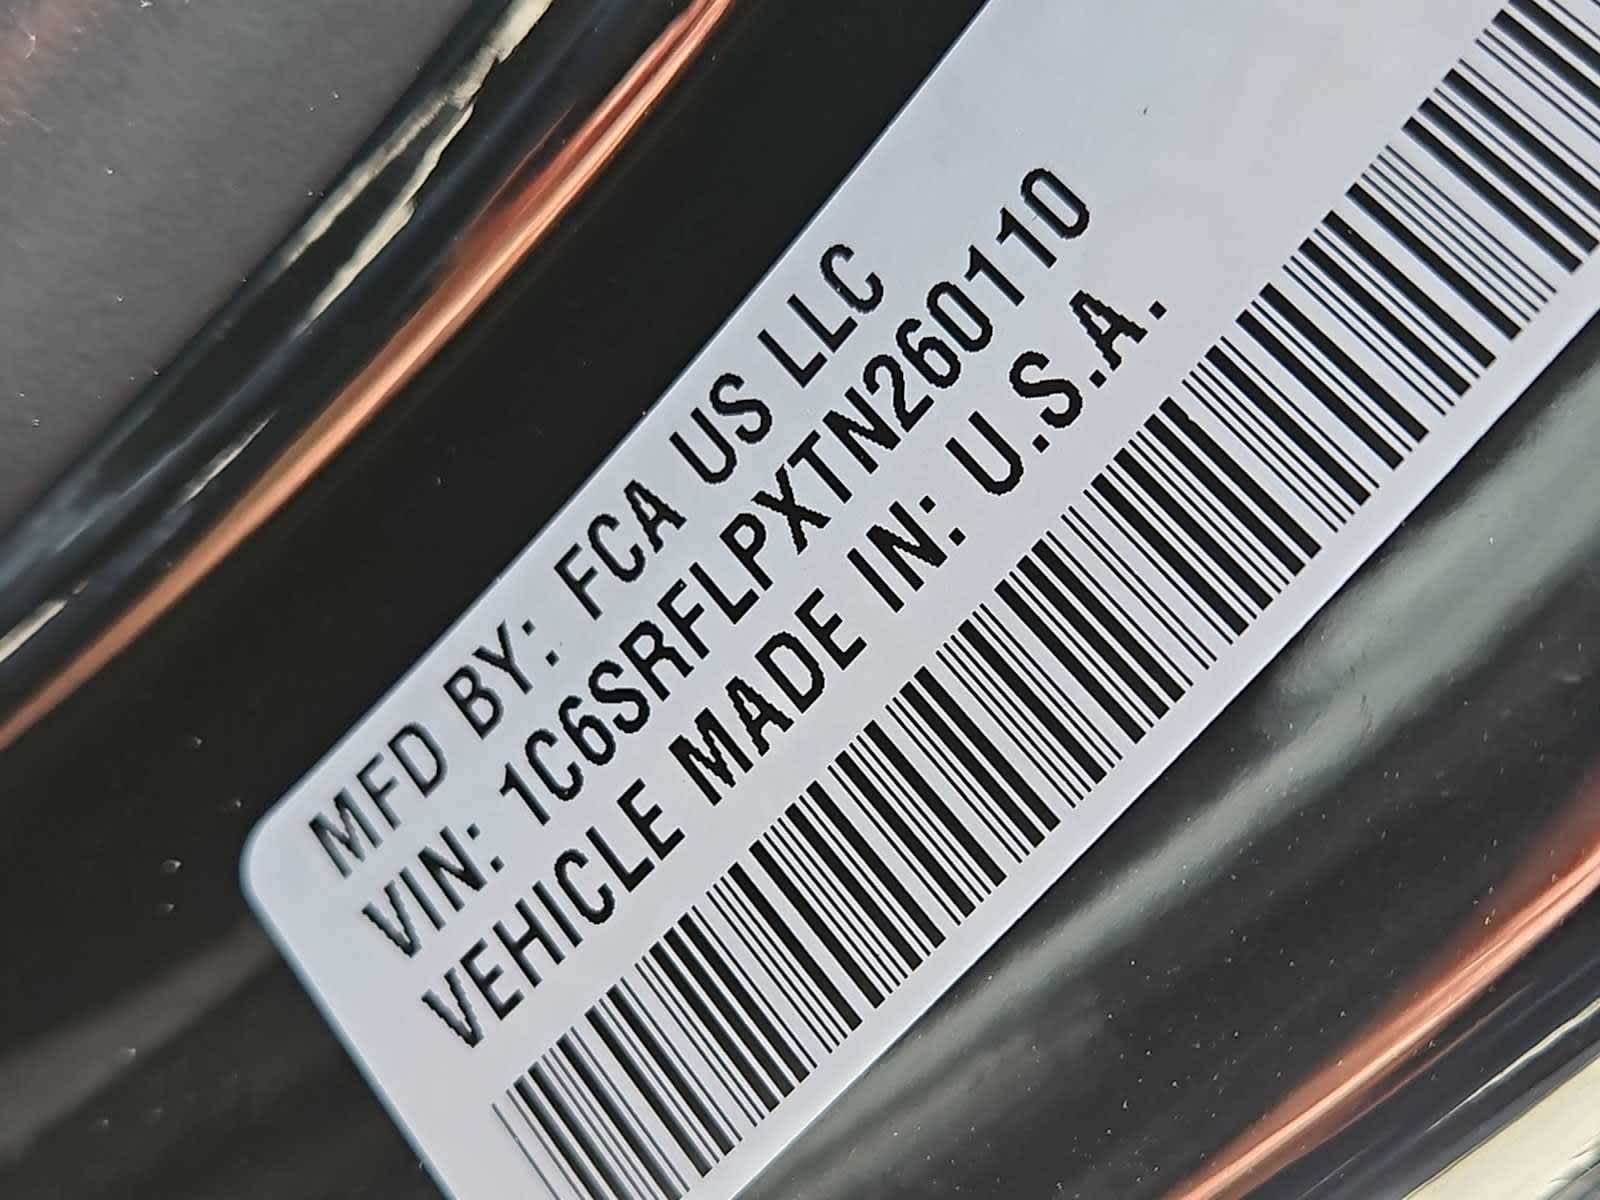 MFD BY: FCA US LLC
VIN: 1C6SRFLPXTN260110
VEHICLE MADE IN: U.S.A.